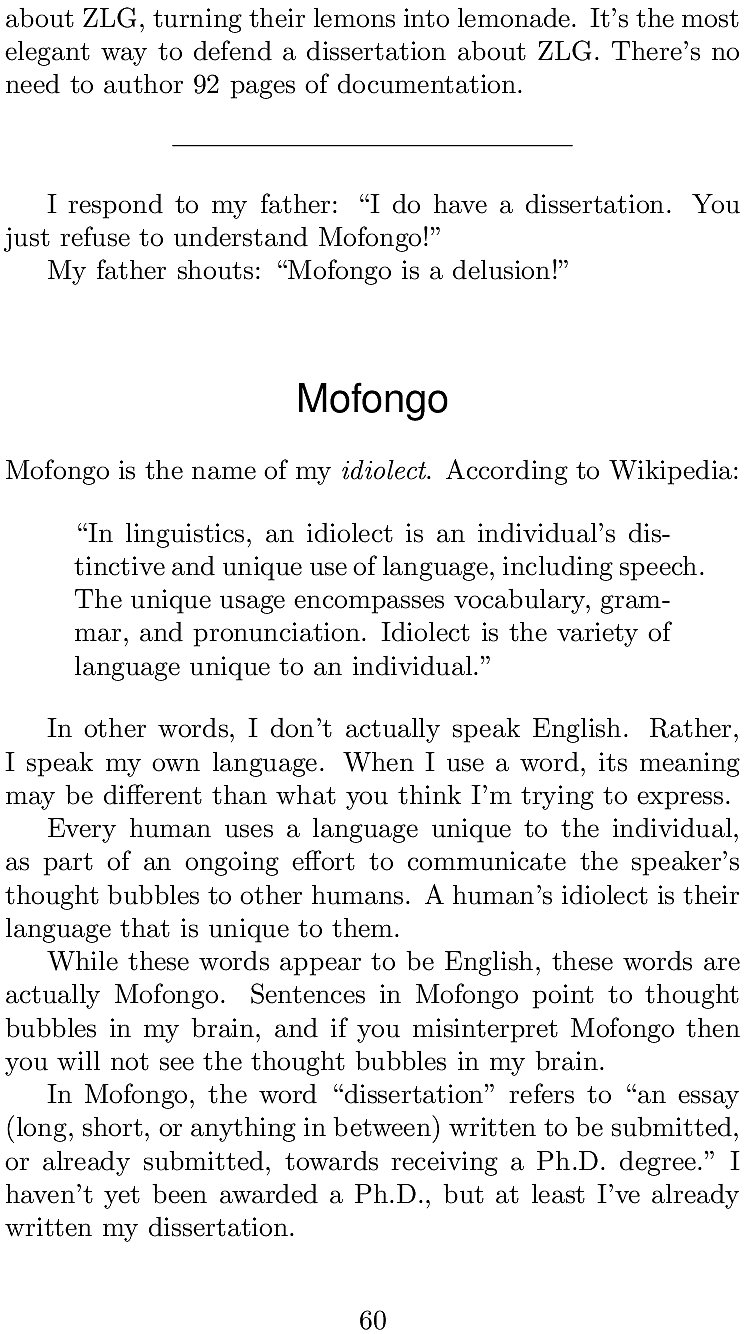 about ZLG, turning their lemons into lemonade. It’s the most
elegant way to defend a dissertation about ZLG. There’s no
need to author 92 pages of documentation.
I respond to my father: “I do have a dissertation. You
just refuse to understand Mofongo!”
My father shouts: “Mofongo is a delusion!”
Mofongo
Mofongo is the name of my idiolect. According to Wikipedia:
“In linguistics, an idiolect is an individual’s dis-
tinctive and unique use of language, including speech.
The unique usage encompasses vocabulary, gram-
mar, and pronunciation. Idiolect is the variety of
language unique to an individual.”
In other words, I don’t actually speak English. Rather,
I speak my own language. When I use a word, its meaning
may be different than what you think I’m trying to express.
Every human uses a language unique to the individual,
as part of an ongoing effort to communicate the speaker’s
thought bubbles to other humans. A human’s idiolect is their
language that is unique to them.
While these words appear to be English, these words are
actually Mofongo. Sentences in Mofongo point to thought
bubbles in my brain, and if you misinterpret Mofongo then
you will not see the thought bubbles in my brain.
In Mofongo, the word “dissertation” refers to “an essay
(long, short, or anything in between) written to be submitted,
or already submitted, towards receiving a Ph.D. degree.” I
haven’t yet been awarded a Ph.D., but at least I’ve already
written my dissertation.
60